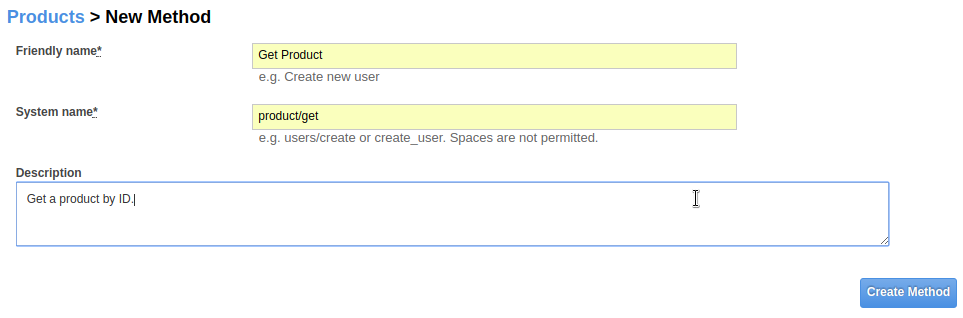 Products > New Method
Friendly name*
Get Product
e.g. Create new user
System name*
product/get
e.g. users/create or create_user. Spaces are not permitted.
Description
Get a product by ID.
Create Method